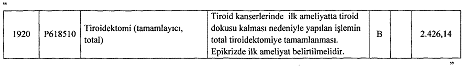 “
Tiroid kanserlerinde ilk ameliyatta tiroid
dokusu kalması nedeniyle yapılan işlemin
1920 P618510 Tiroidektomi (tamamlayıcı, total) B 2.426,14
total tiroidektomiye tamamlanması.
Epikrizde ilk ameliyat belirtilmelidir.
”